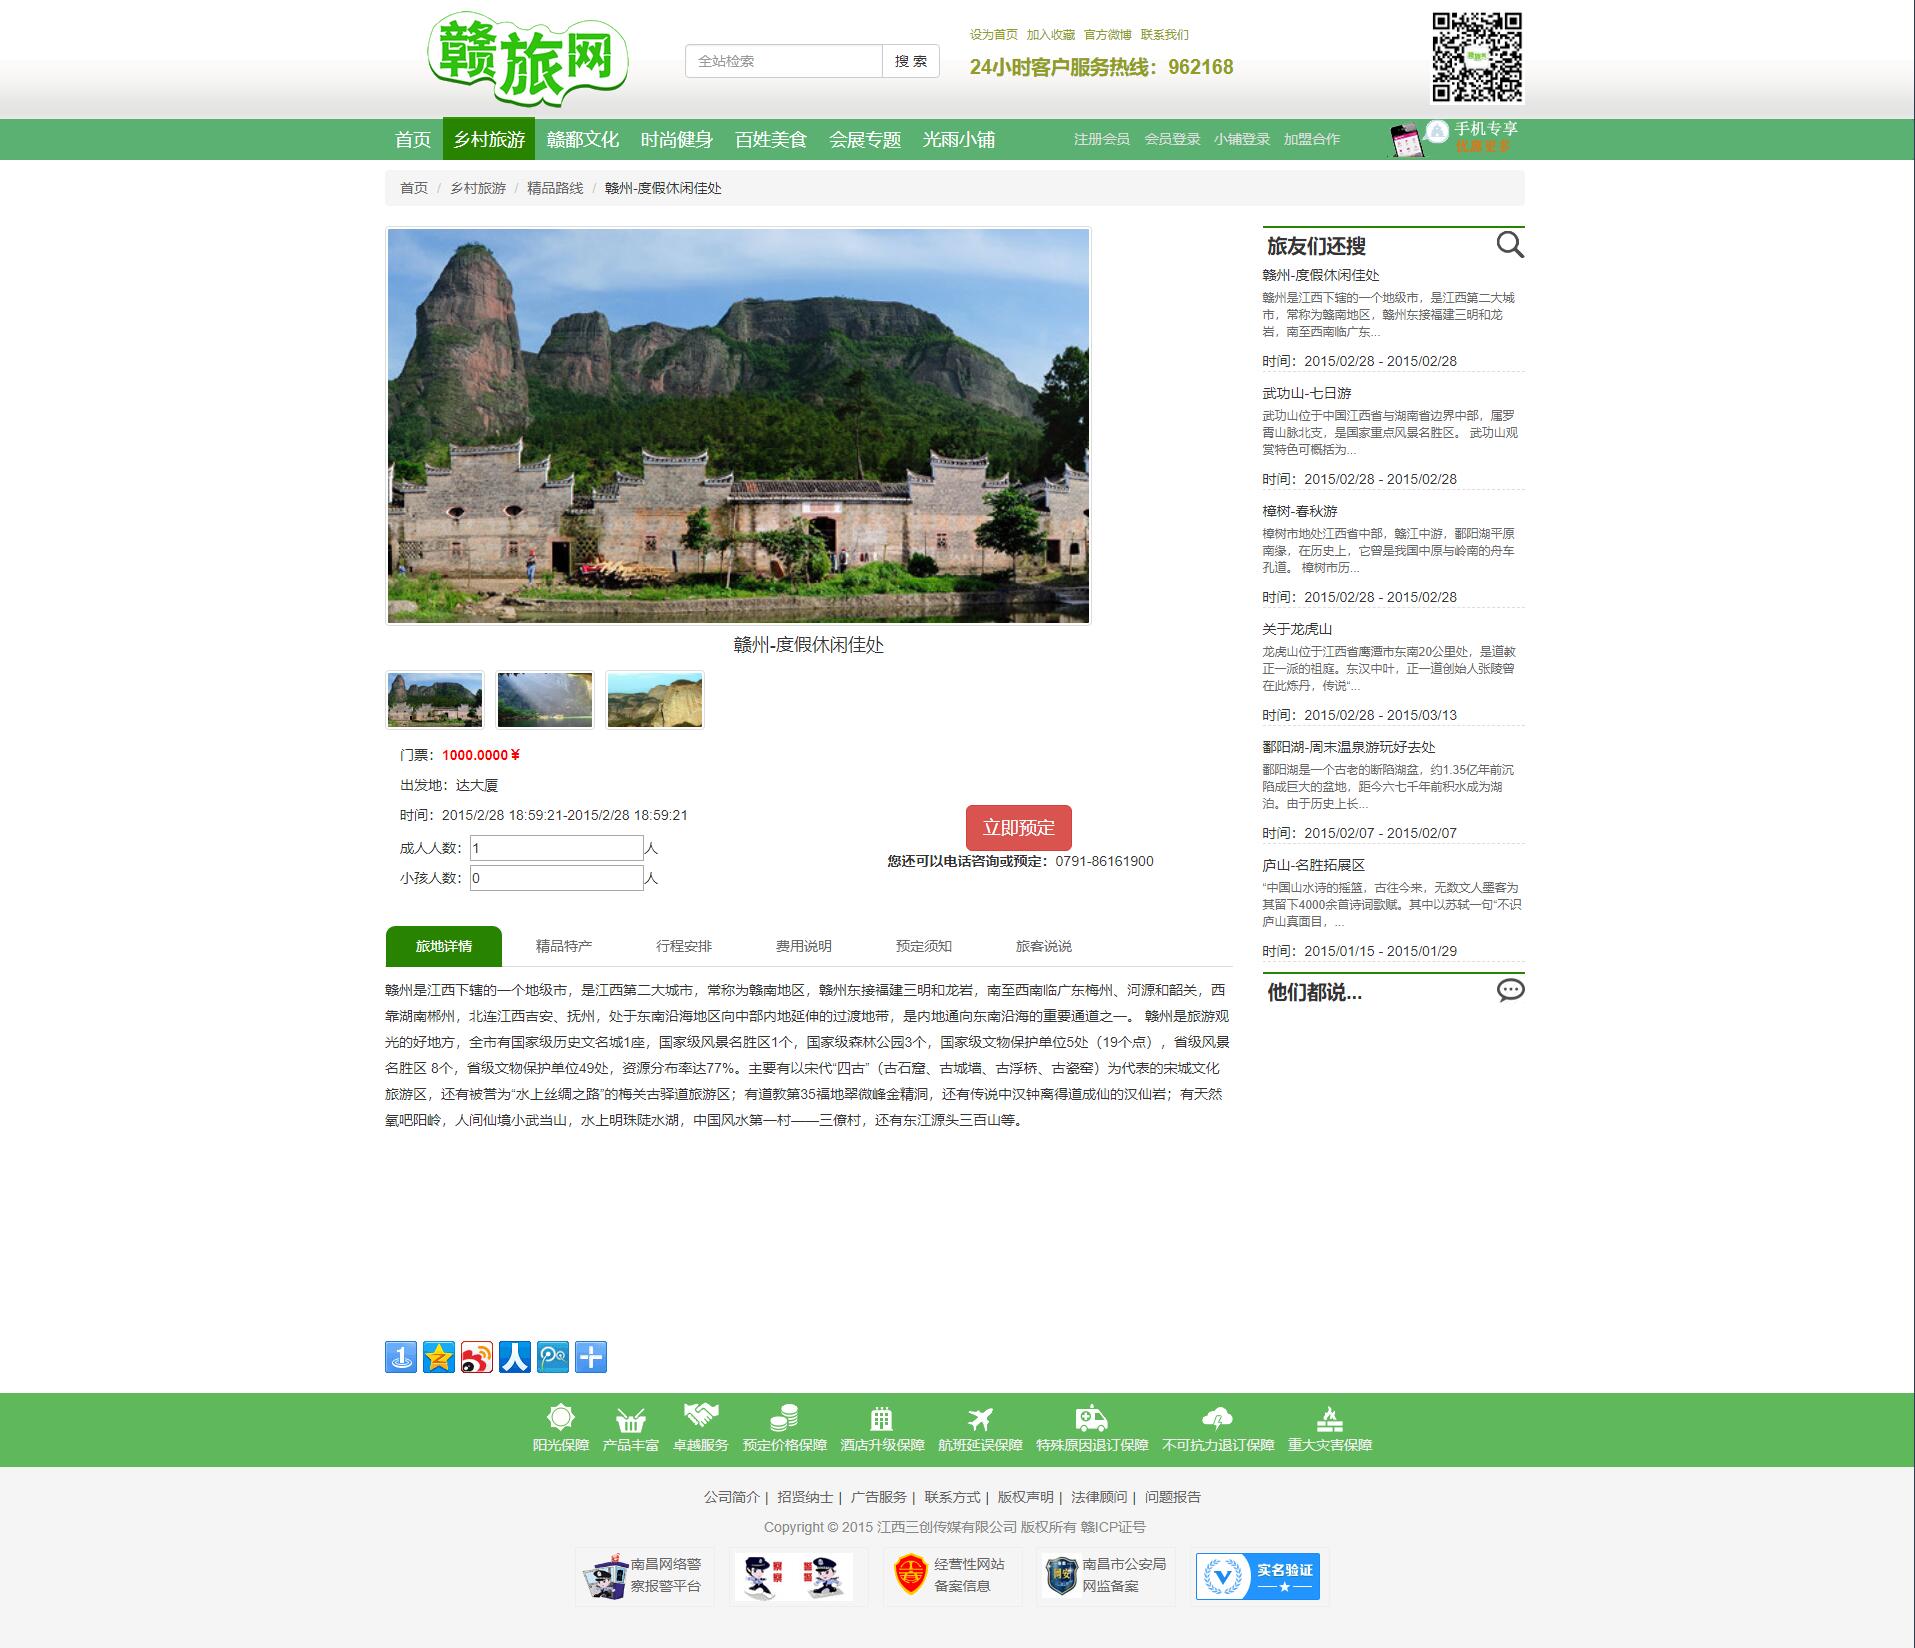 赣旅网
全站检索
搜 索
设为首页 加入收藏 官方微博 联系我们
24小时客户服务热线：962168
首页 乡村旅游 赣鄱文化 时尚健身 百姓美食 会展专题 光雨小铺
注册会员 会员登录 小铺登录 加盟合作
手机专享
优惠更多
首页 / 乡村旅游 / 精品路线 / 赣州-度假休闲佳处
赣州-度假休闲佳处
门票：1000.0000￥
出发地：达大厦
时间：2015/2/28 18:59:21-2015/2/28 18:59:21
成人人数：1人
小孩人数：0人
立即预定
您还可以电话咨询或预定：0791-86161900
旅地详情 精品特产 行程安排 费用说明 预定须知 旅客说说
赣州是江西下辖的一个地级市，是江西第二大城市，常称为赣南地区，赣州东接福建三明和龙岩，南至西南临广东梅州、河源和韶关，西
靠湖南郴州，北连江西吉安、抚州，处于东南沿海地区向中部内地延伸的过渡地带，是内地通向东南沿海的重要通道之一。 赣州是旅游观
光的好地方，全市有国家级历史文名城1座，国家级风景名胜区1个，国家级森林公园3个，国家级文物保护单位5处（19个点），省级风景
名胜区 8个，省级文物保护单位49处，资源分布率达77%。主要有以宋代“四古”（古石窟、古城墙、古浮桥、古瓷窑）为代表的宋城文化
旅游区，还有被誉为“水上丝绸之路”的梅关古驿道旅游区；有道教第35福地翠微峰金精洞，还有传说中汉钟离得道成仙的汉仙岩；有天然
氧吧阳岭，人间仙境小武当山，水上明珠陡水湖，中国风水第一村——三僚村，还有东江源头三百山等。
旅友们还搜
赣州-度假休闲佳处
赣州是江西下辖的一个地级市，是江西第二大城
市，常称为赣南地区，赣州东接福建三明和龙
岩，南至西南临广东...
时间：2015/02/28 - 2015/02/28
武功山-七日游
武功山位于中国江西省与湖南省边界中部，属罗
霄山脉北支，是国家重点风景名胜区。 武功山观
赏特色可概括为...
时间：2015/02/28 - 2015/02/28
樟树-春秋游
樟树市地处江西省中部，赣江中游，鄱阳湖平原
南缘，在历史上，它曾是我国中原与岭南的舟车
孔道。 樟树市历...
时间：2015/02/28 - 2015/02/28
关于龙虎山
龙虎山位于江西省鹰潭市东南20公里处，是道教
正一派的祖庭。东汉中叶，正一道创始人张陵曾
在此炼丹，传说“...
时间：2015/02/28 - 2015/03/13
鄱阳湖-周末温泉游玩好去处
鄱阳湖是一个古老的断陷湖盆，约1.35亿年前沉
陷成巨大的盆地，距今六七千年前积水成为湖
泊。由于历史上长...
时间：2015/02/07 - 2015/02/07
庐山-名胜拓展区
“中国山水诗的摇篮，古往今来，无数文人墨客为
其留下4000余首诗词歌赋。其中以苏轼一句“不识
庐山真面目，...
时间：2015/01/15 - 2015/01/29
他们都说...
阳光保障 产品丰富 卓越服务 预定价格保障 酒店升级保障 航班延误保障 特殊原因退订保障 不可抗力退订保障 重大灾害保障
公司简介 | 招贤纳士 | 广告服务 | 联系方式 | 版权声明 | 法律顾问 | 问题报告
Copyright © 2015 江西三创传媒有限公司 版权所有 赣ICP证号
南昌网络警
察报警平台
警察
警察
经营性网站
备案信息
网安
南昌市公安局
网监备案
实名验证